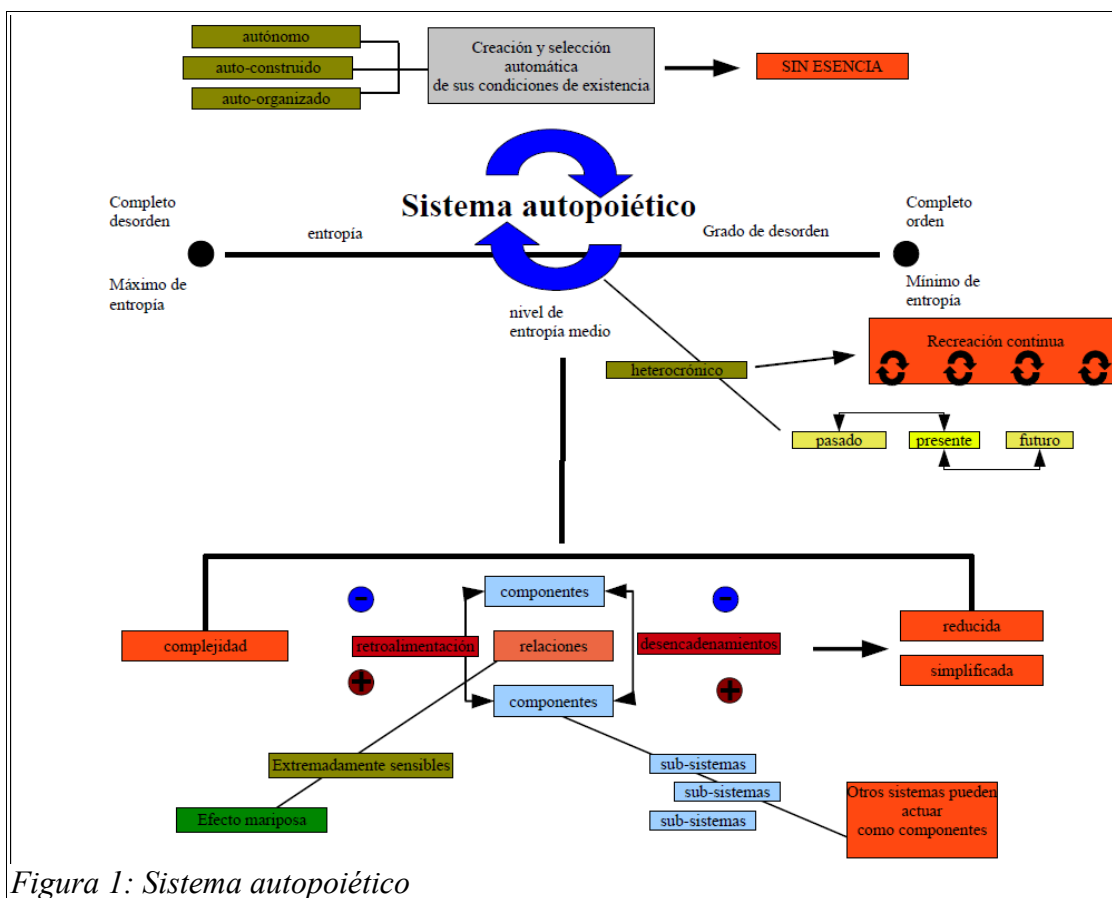 autónomo
auto-construido
auto-organizado
Creación y selección
automática
de sus condiciones de existencia
SIN ESENCIA
Sistema autopoiético
Completo
desorden
entropía
Grado de desorden
Completo
orden
Máximo de
entropía
Mínimo de
entropía
nivel de
entropía medio
Recreación continua
heterocrónico
pasado
presente
futuro
-
componentes
-
complejidad
retroalimentación
relaciones
desencadenamientos
reducida
simplificada
+
componentes
+
Extremadamente sensibles
Efecto mariposa
sub-sistemas
sub-sistemas
sub-sistemas
Otros sistemas pueden
actuar
como componentes
Figura 1: Sistema autopoiético